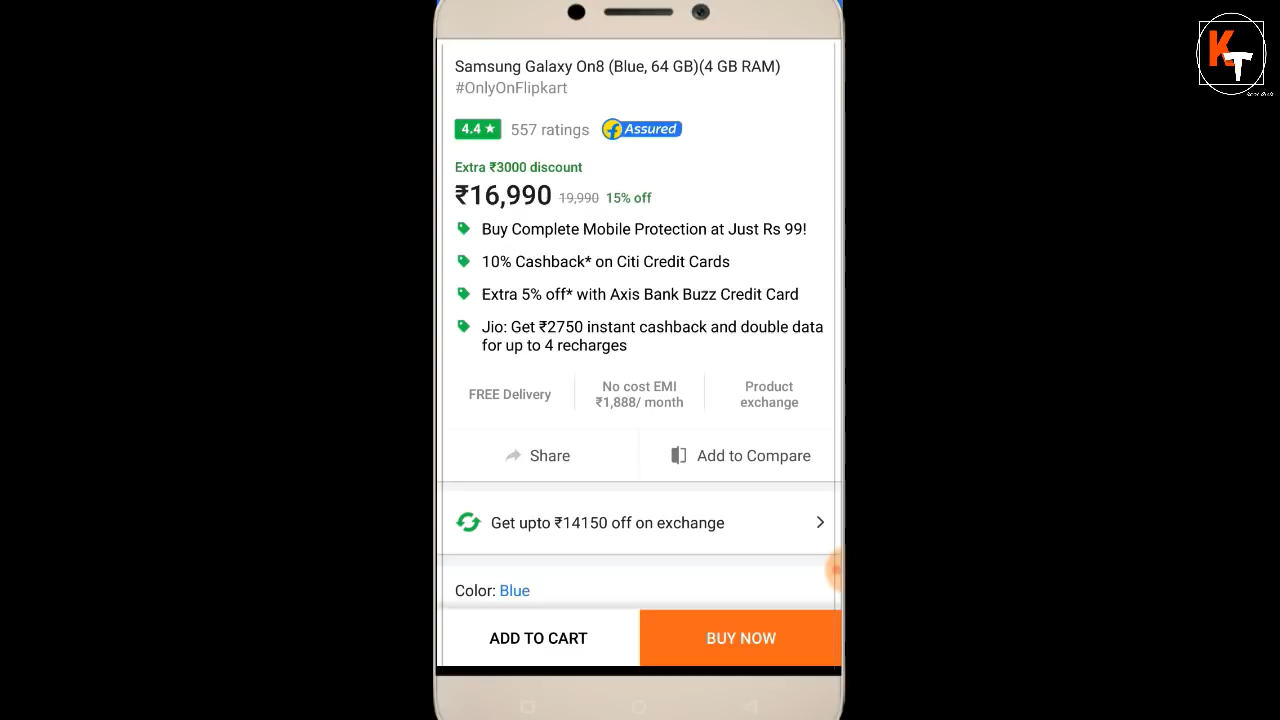 KT
Samsung Galaxy On8 (Blue, 64 GB)(4 GB RAM)
#OnlyOnFlipkart
4.4 ★ 557 ratings Assured
Extra ₹3000 discount
₹16,990 19,990 15% off
Buy Complete Mobile Protection at Just Rs 99!
10% Cashback* on Citi Credit Cards
Extra 5% off* with Axis Bank Buzz Credit Card
Jio: Get ₹2750 instant cashback and double data
for up to 4 recharges
FREE Delivery
No cost EMI
₹1,888/ month
Product
exchange
Share
Add to Compare
Get upto ₹14150 off on exchange
Color: Blue
ADD TO CART
BUY NOW